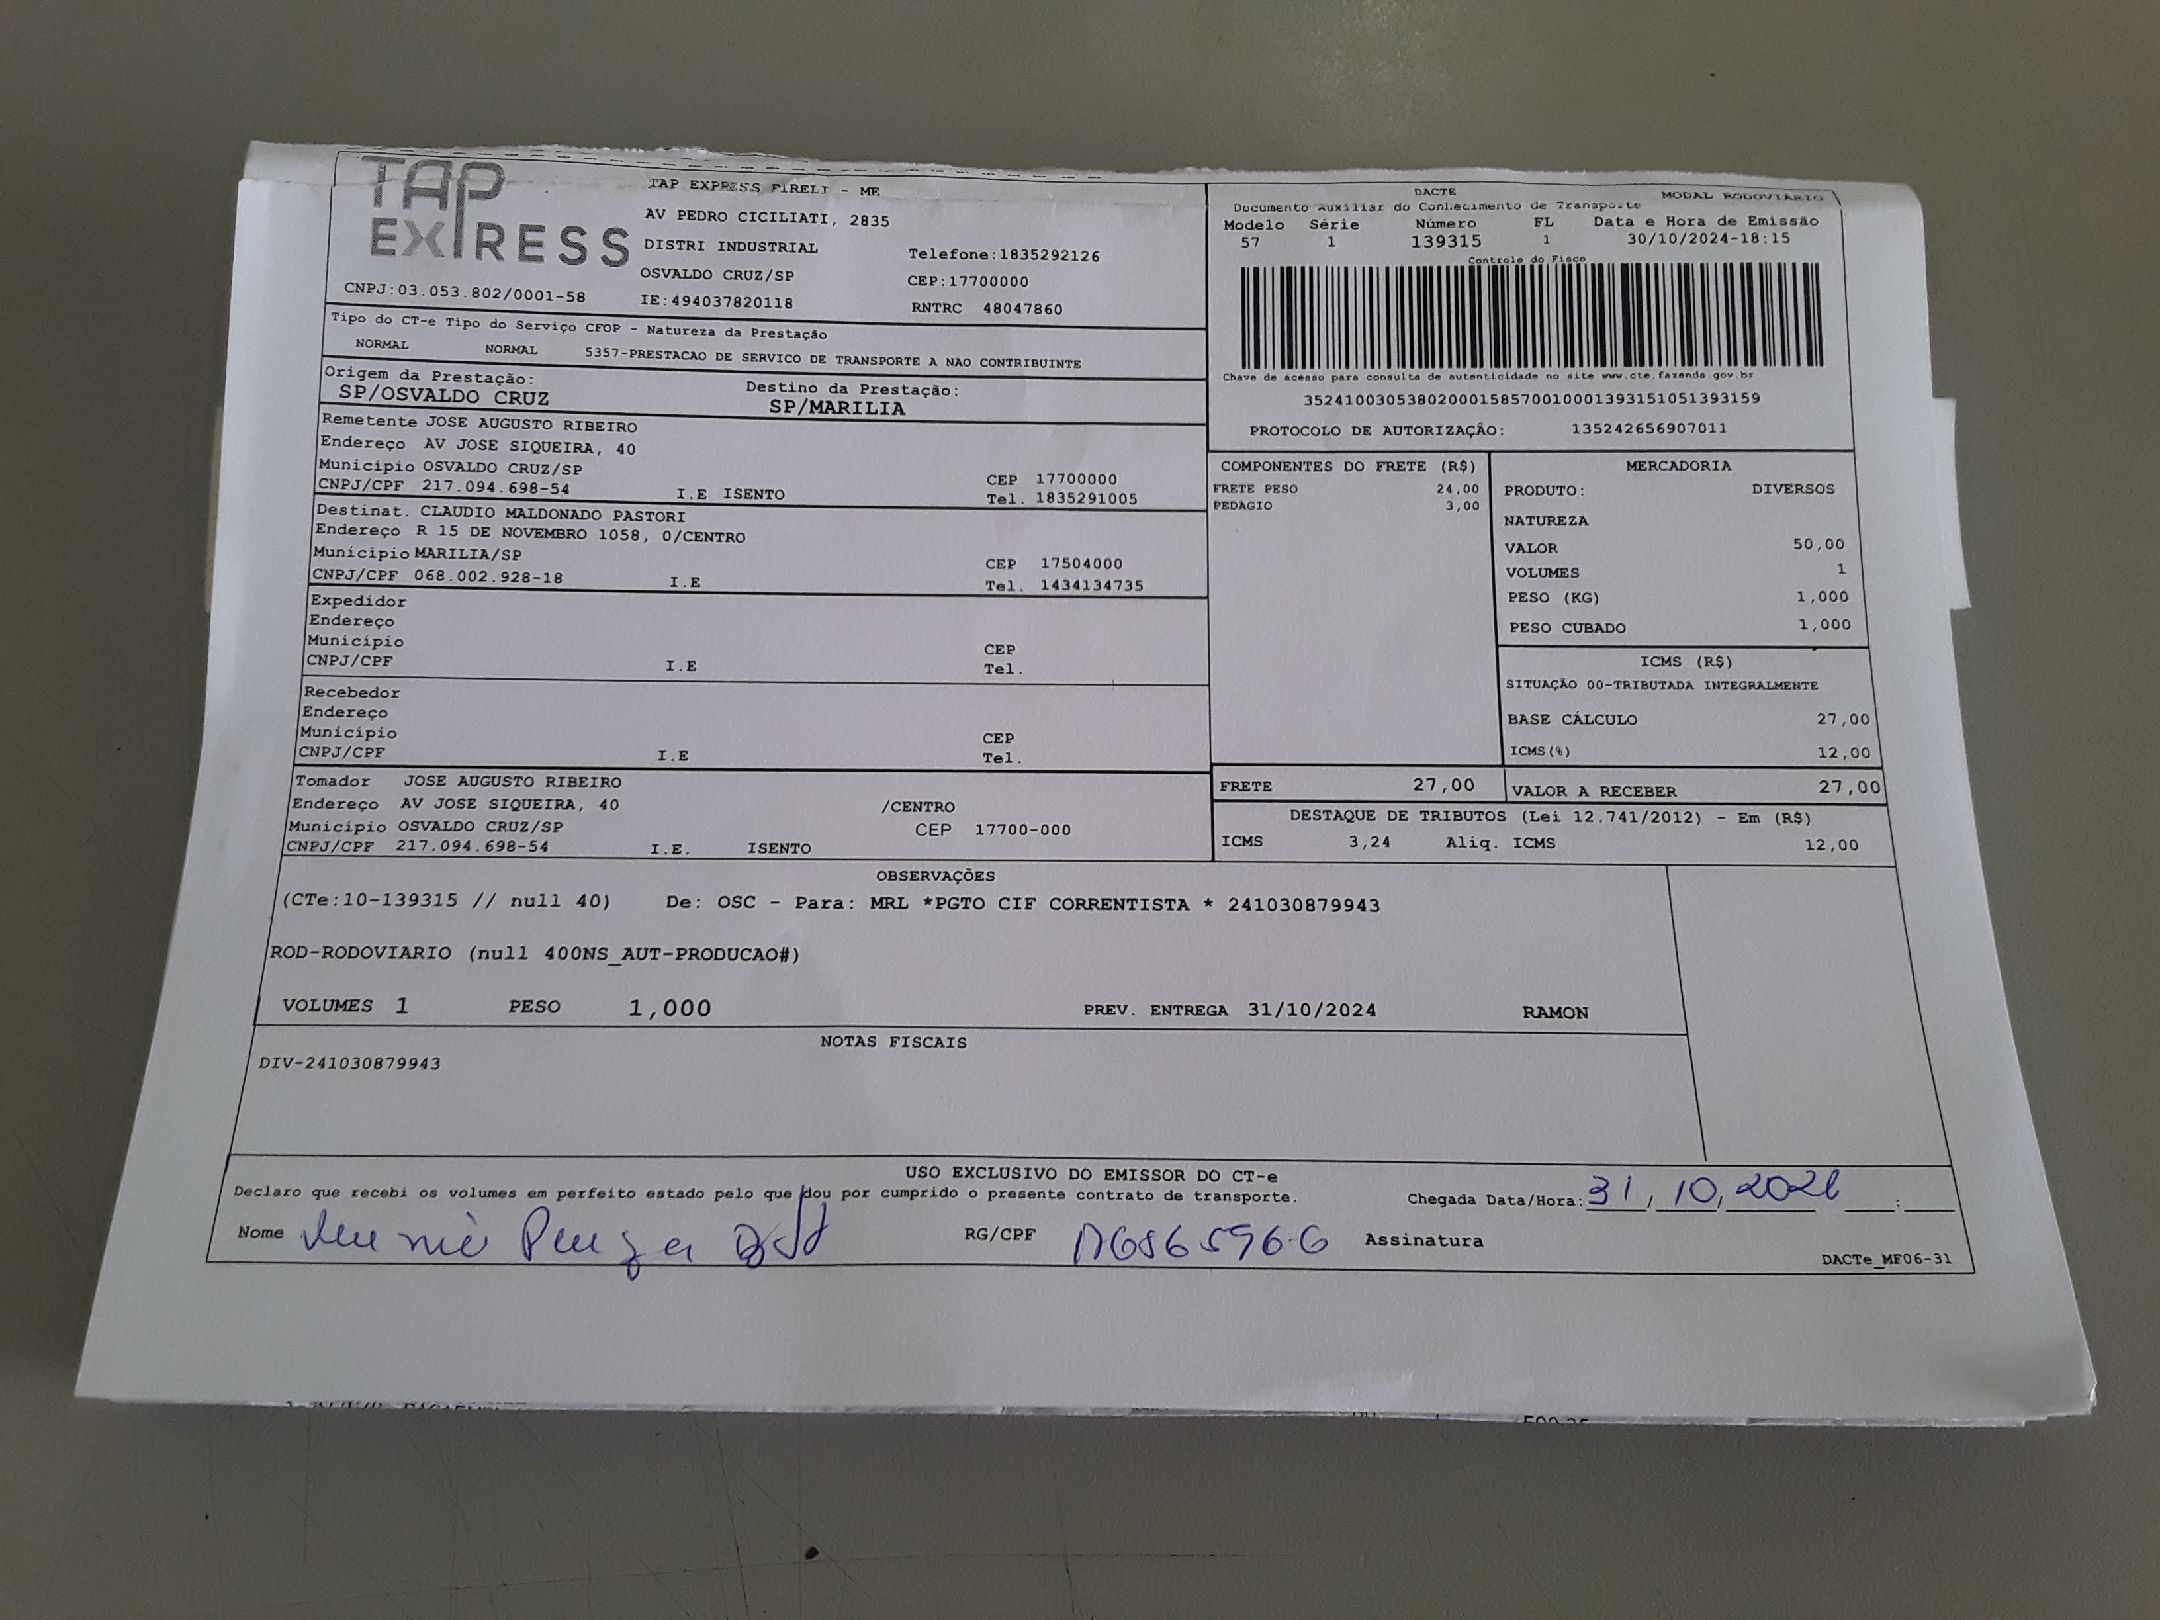 TAP
EXPRESS
TAP EXPRESS EIRELI - ME
AV PEDRO CICILIATI, 2835
DISTRI INDUSTRIAL
Telefone:1835292126
OSVALDO CRUZ/SP
CEP:17700000
CNPJ:03.053.802/0001-58
IE:494037820118
RNTRC 48047860
DACTE
MODAL RODOVIÁRIO
Documento Auxiliar do Conhecimento de Transporte
Modelo Série Número FL Data e Hora de Emissão
57 1 139315 1 30/10/2024-18:15
Controle do Fisco
Chave de acesso para consulta de autenticidade no site www.cte.fazenda.gov.br
35241003053802000158570010001393151051393159
PROTOCOLO DE AUTORIZAÇÃO: 135242656907011
Tipo do CT-e Tipo do Serviço CFOP - Natureza da Prestação
NORMAL NORMAL 5357-PRESTACAO DE SERVICO DE TRANSPORTE A NAO CONTRIBUINTE
Origem da Prestação: Destino da Prestação:
SP/OSVALDO CRUZ SP/MARILIA
Remetente JOSE AUGUSTO RIBEIRO
Endereço AV JOSE SIQUEIRA, 40
Município OSVALDO CRUZ/SP CEP 17700000
CNPJ/CPF 217.094.698-54 I.E ISENTO Tel. 1835291005
Destinat. CLAUDIO MALDONADO PASTORI
Endereço R 15 DE NOVEMBRO 1058, 0/CENTRO
Município MARILIA/SP CEP 17504000
CNPJ/CPF 068.002.928-18 I.E Tel. 1434134735
Expedidor
Endereço
Município CEP
CNPJ/CPF I.E Tel.
Recebedor
Endereço
Município CEP
CNPJ/CPF I.E Tel.
Tomador JOSE AUGUSTO RIBEIRO
Endereço AV JOSE SIQUEIRA, 40 /CENTRO
Município OSVALDO CRUZ/SP CEP 17700-000
CNPJ/CPF 217.094.698-54 I.E. ISENTO
COMPONENTES DO FRETE (R$)
FRETE PESO 24,00
PEDAGIO 3,00
MERCADORIA
PRODUTO: DIVERSOS
NATUREZA
VALOR 50,00
VOLUMES 1
PESO (KG) 1,000
PESO CUBADO 1,000
ICMS (R$)
SITUAÇÃO 00-TRIBUTADA INTEGRALMENTE
BASE CÁLCULO 27,00
ICMS(%) 12,00
FRETE 27,00 VALOR A RECEBER 27,00
DESTAQUE DE TRIBUTOS (Lei 12.741/2012) - Em (R$)
ICMS 3,24 Aliq. ICMS 12,00
OBSERVAÇÕES
(CTe:10-139315 // null 40) De: OSC - Para: MRL *PGTO CIF CORRENTISTA * 241030879943
ROD-RODOVIARIO (null 400NS_AUT-PRODUCAO#)
VOLUMES 1 PESO 1,000 PREV. ENTREGA 31/10/2024 RAMON
NOTAS FISCAIS
DIV-241030879943
USO EXCLUSIVO DO EMISSOR DO CT-e
Declaro que recebi os volumes em perfeito estado pelo que dou por cumprido o presente contrato de transporte.
Chegada Data/Hora: 31/10/202
Nome RG/CPF Assinatura
DACTe_MF06-31